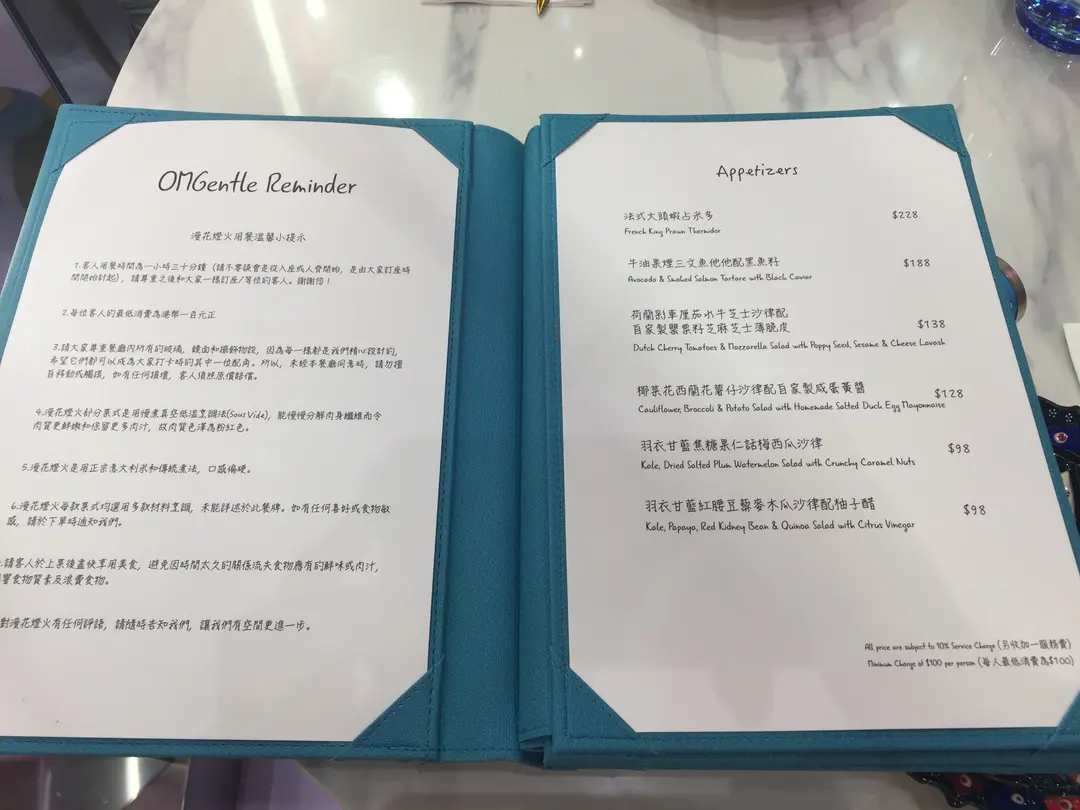 OMGentle Reminder
漫花燈火用餐溫馨小提示
1.客人用餐時間為一小時三十分鐘 (請不要誤會是從入座或人齊開始, 是由大家訂座時
間開始計起), 請尊重之後和大家一樣訂座/等位的客人。謝謝您!
2.每位客人的最低消費為港幣一百元正
3.請大家尊重餐廳內所有的玻璃, 鏡面和擺餅物設, 因為每一樣都是我們精心設計的,
希望它們都可以成為大家打卡時的其中一位配角。所以, 未經本餐廳同意時, 請勿擅
自移動或觸摸, 如有任何損壞, 客人須照原價賠償。
4.漫花燈火部分菜式是用慢煮真空低溫烹調法(Sous Vide), 能慢慢分解肉身纖維而令
肉質更鮮嫩和保留更多肉汁, 故肉質色澤為粉紅色。
5.漫花燈火是用正宗意大利米和傳統煮法, 口感偏硬。
6.漫花燈火每款菜式均選用多款材料烹調, 未能詳述於此餐牌。如有任何喜好或食物敏
感, 請於下單時通知我們。
.請客人於上菜後盡快享用美食, 避免因時間太久的關係流失食物應有的鮮味或肉汁,
響食物質素及浪費食物。
對漫花燈火有任何評語, 請隨時告知我們, 讓我們有空間更進一步。
Appetizers
法式大頭蝦占米多 $228
French King Prawn Thermidor
牛油果煙三文魚他他配黑魚籽 $188
Avocado & Smoked Salmon Tartare with Black Caviar
荷蘭剎車厘茄水牛芝士沙律配
自家製罌粟籽芝麻芝士薄脆皮 $138
Dutch Cherry Tomatoes & Mozzarella Salad with Poppy Seed, Sesame & Cheese Lavash
椰菜花西蘭花薯仔沙律配自家製咸蛋黃醬 $128
Cauliflower, Broccoli & Potato Salad with Homemade Salted Duck Egg Mayonnaise
羽衣甘藍焦糖果仁話梅西瓜沙律 $98
Kale, Dried Salted Plum Watermelon Salad with Crunchy Caramel Nuts
羽衣甘藍紅腰豆藜麥木瓜沙律配柚子醋 $98
Kale, Papaya, Red Kidney Bean & Quinoa Salad with Citrus Vinegar
All price are subject to 10% Service Charge (另收加一服務費)
Minimum Charge of $100 per person (每人最低消費為$100)